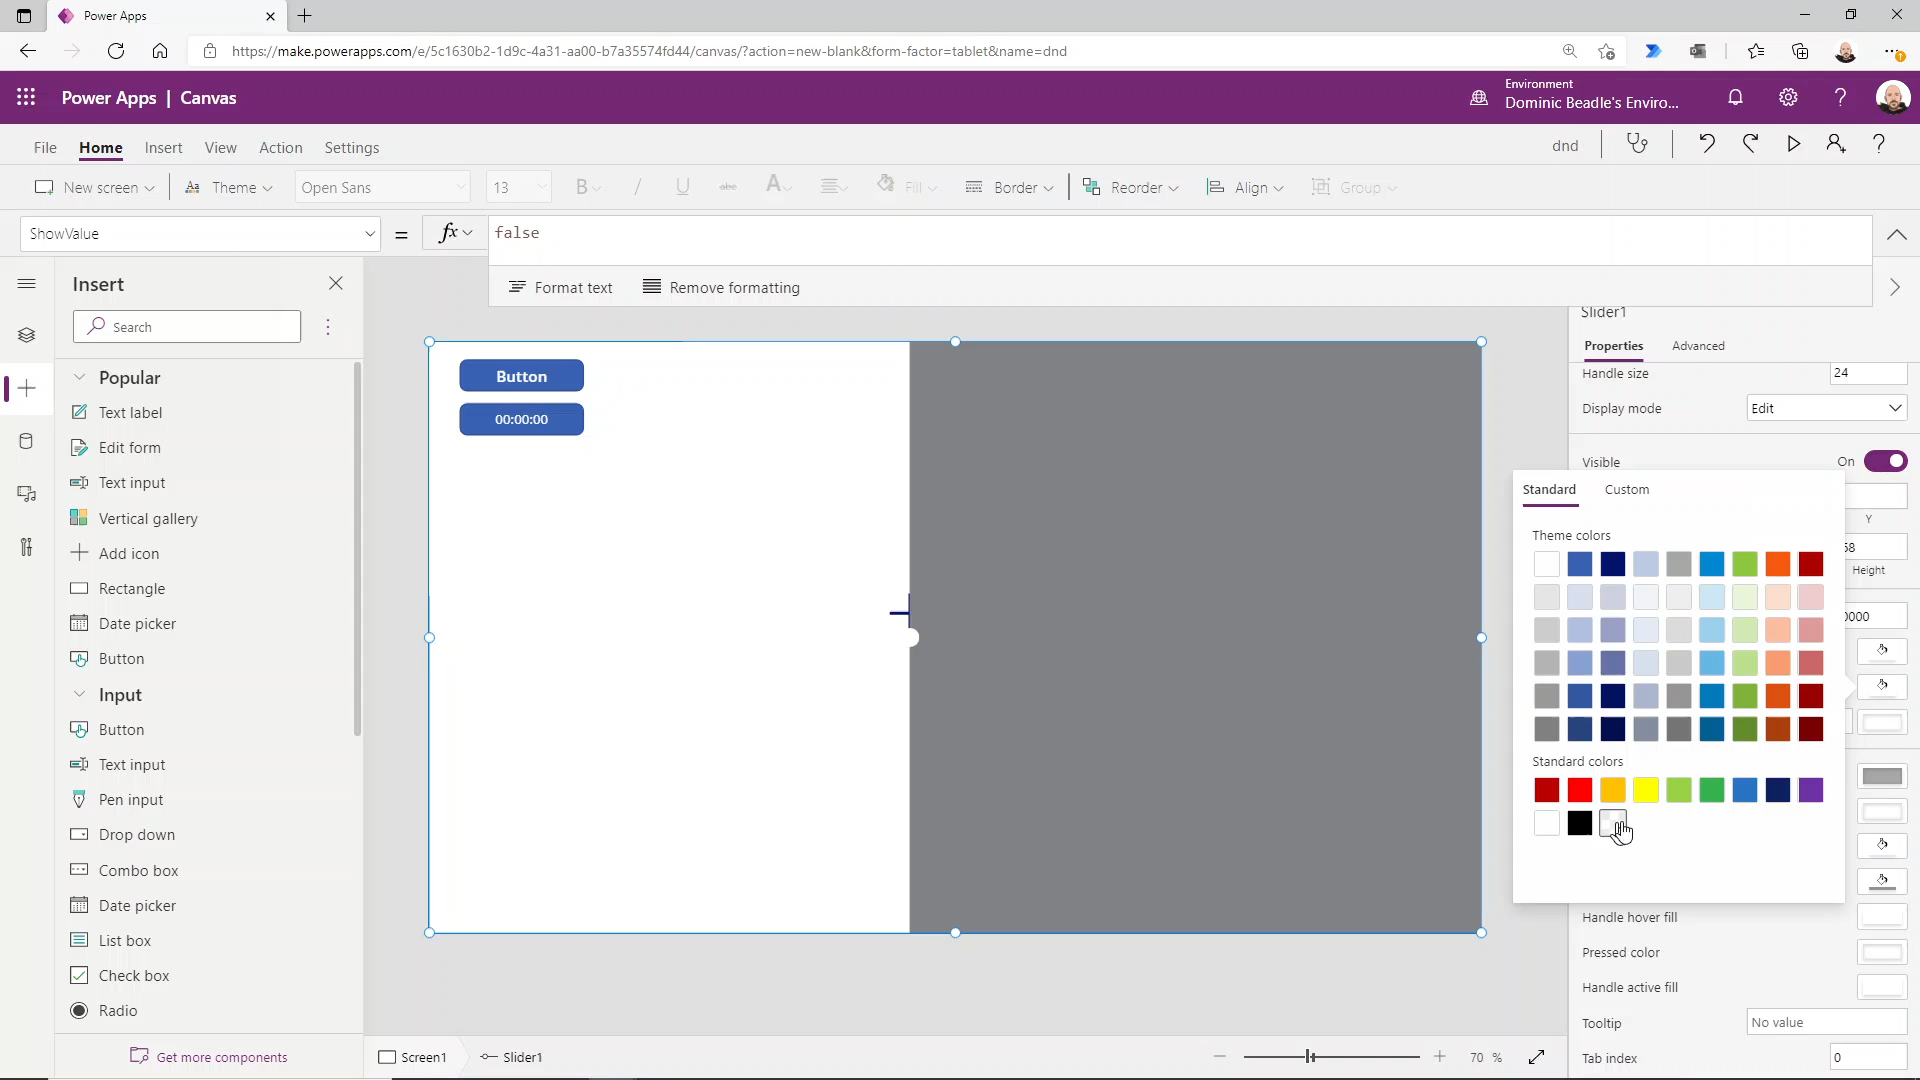 Power Apps
https://make.powerapps.com/e/5c1630b2-1d9c-4a31-aa00-b7a35574fd44/canvas/?action=new-blank&form-factor=tablet&name=dnd
Power Apps | Canvas
Environment
Dominic Beadle's Enviro...
File Home Insert View Action Settings
dnd
New screen Theme Open Sans 13 B / U abc A Fill Border Reorder Align Group
ShowValue = fx false
Format text Remove formatting
Insert
Search
Popular
Text label
Edit form
Text input
Vertical gallery
Add icon
Rectangle
Date picker
Button
Input
Button
Text input
Pen input
Drop down
Combo box
Date picker
List box
Check box
Radio
Get more components
Button
00:00:00
Screen1 Slider1
70 %
Slider1
Properties Advanced
Handle size 24
Display mode Edit
Visible On
Y
Height
Standard Custom
Theme colors
Standard colors
Handle hover fill
Pressed color
Handle active fill
Tooltip No value
Tab index 0